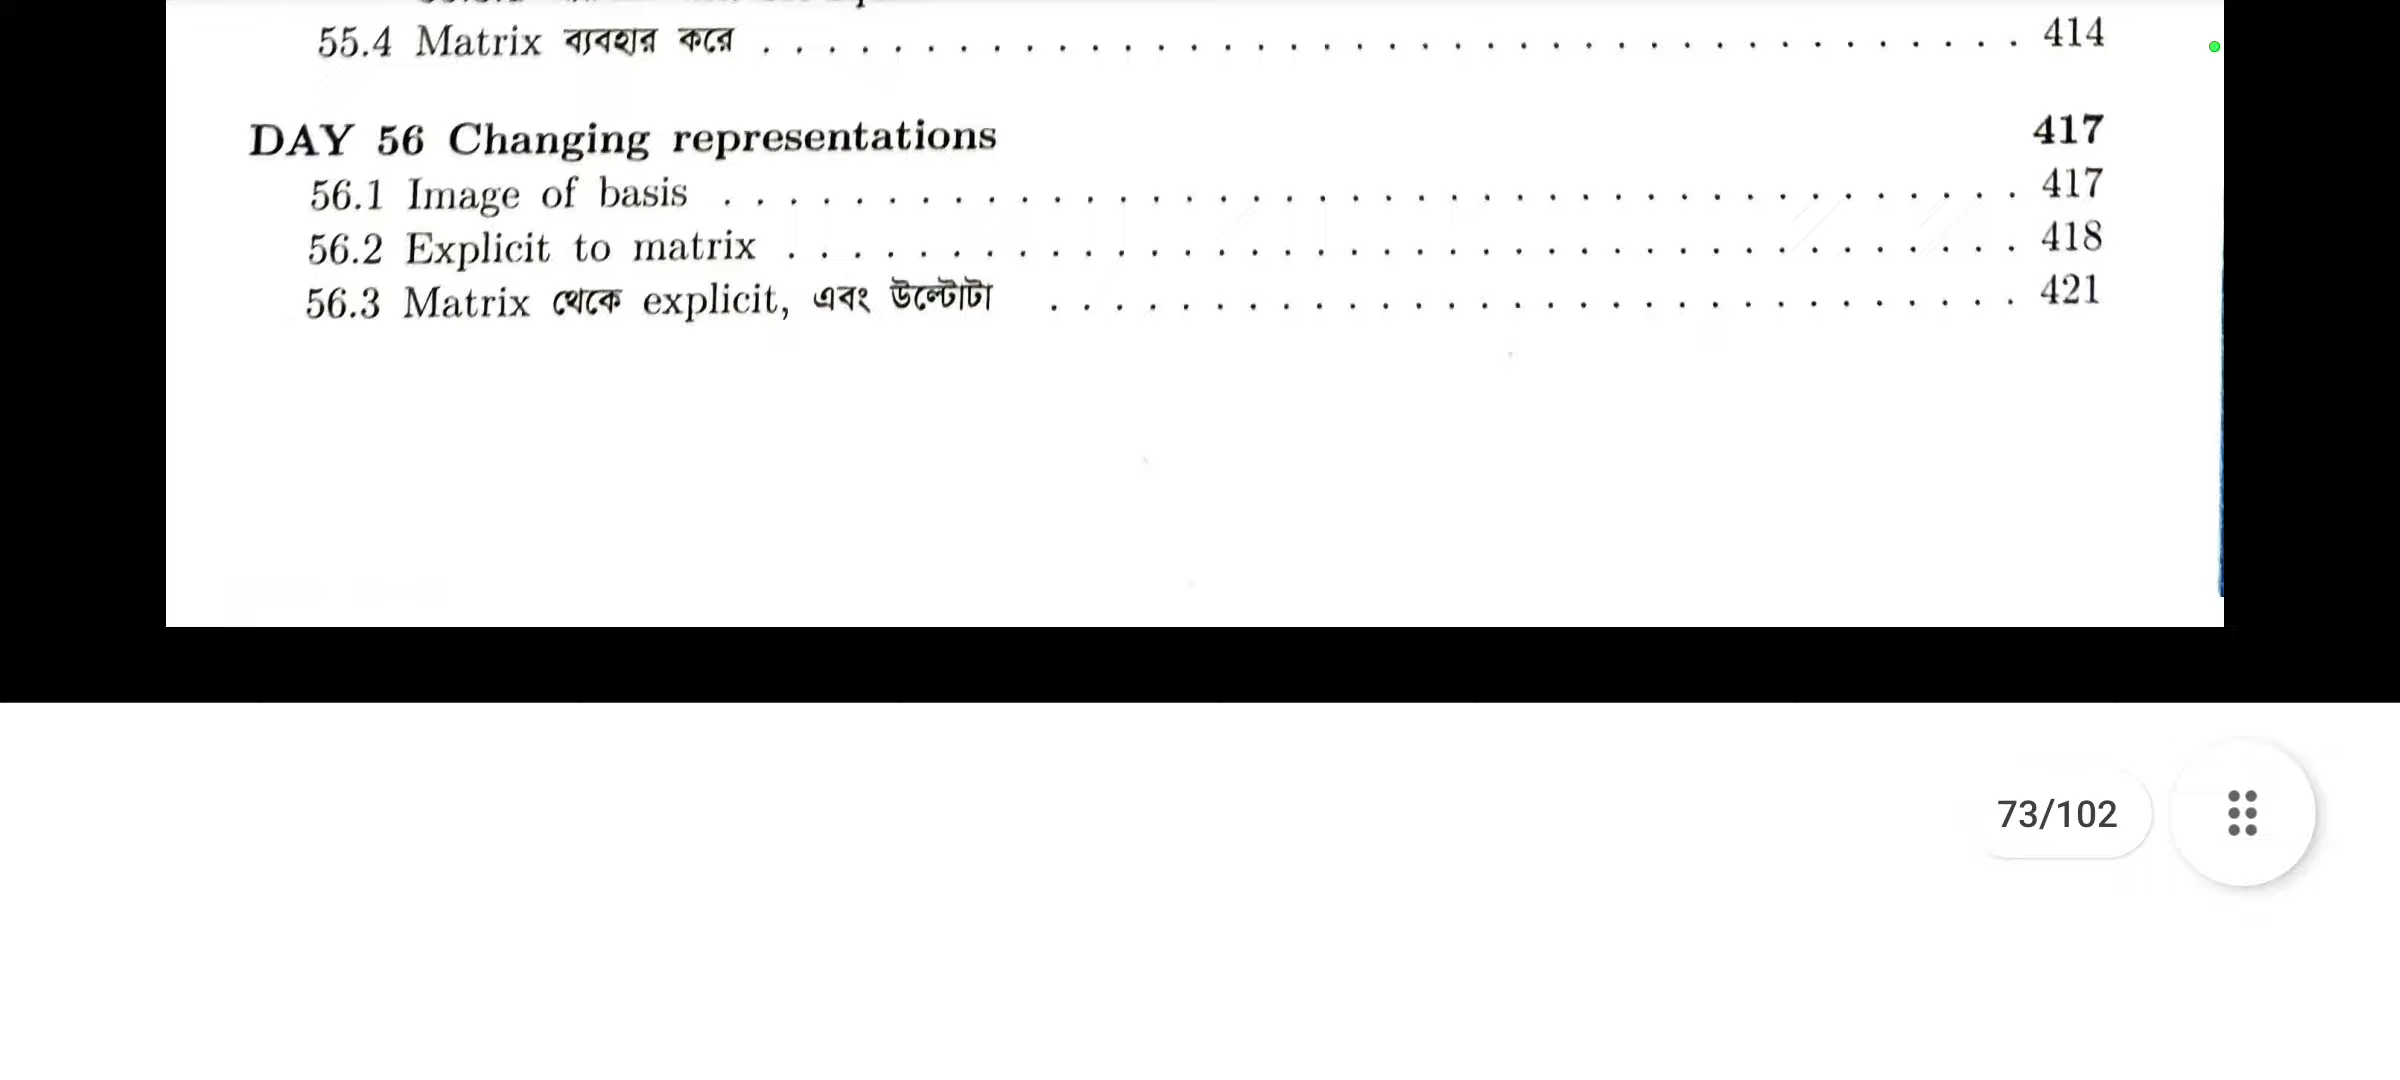 55.4 Matrix ব্যবহার করে . . . . . . . . . . . . . . . . . . . . . . . . . . . . . . . . . . . . . . . 414
DAY 56 Changing representations 417
56.1 Image of basis . . . . . . . . . . . . . . . . . . . . . . . . . . . . . . . . . . . . . . . . 417
56.2 Explicit to matrix . . . . . . . . . . . . . . . . . . . . . . . . . . . . . . . . . . . . . . 418
56.3 Matrix থেকে explicit, এবং উল্টোটা . . . . . . . . . . . . . . . . . . . . . . . . . . . . . . 421
73/102